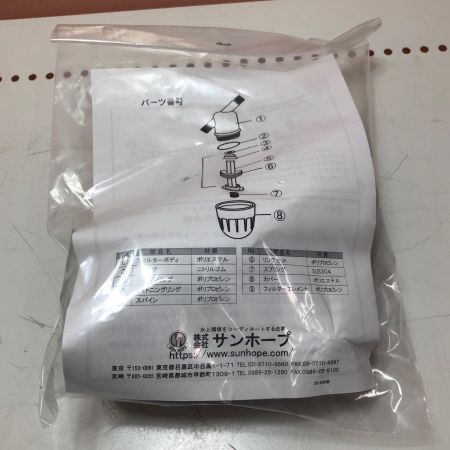 パーツ番号
①
②
③
④
⑤
⑥
⑦
⑧
部品名 材質
フィルターボディ ポリエステル
ニトリルゴム
ポリプロピレン
ニングリング ポリプロピレン
スパイン ポリプロピレン
No 部品名 材質
⑥ ポリプロピレン
⑦ スプリング SUS304
⑧ カバー ポリエステル
⑨ フィルターエレメント ポリプロピレン
水と環境をコーディネートする企業
株式会社 サンホープ
https://www.sunhope.com/
東京 〒153-0061 東京都目黒区中目黒1-1-71 TEL 03-3710-5660 FAX 03-3710-4597
宮崎 〒885-0055 宮崎県都城市早鈴町1309-1 TEL 0986-25-1280 FAX 0986-25-9100